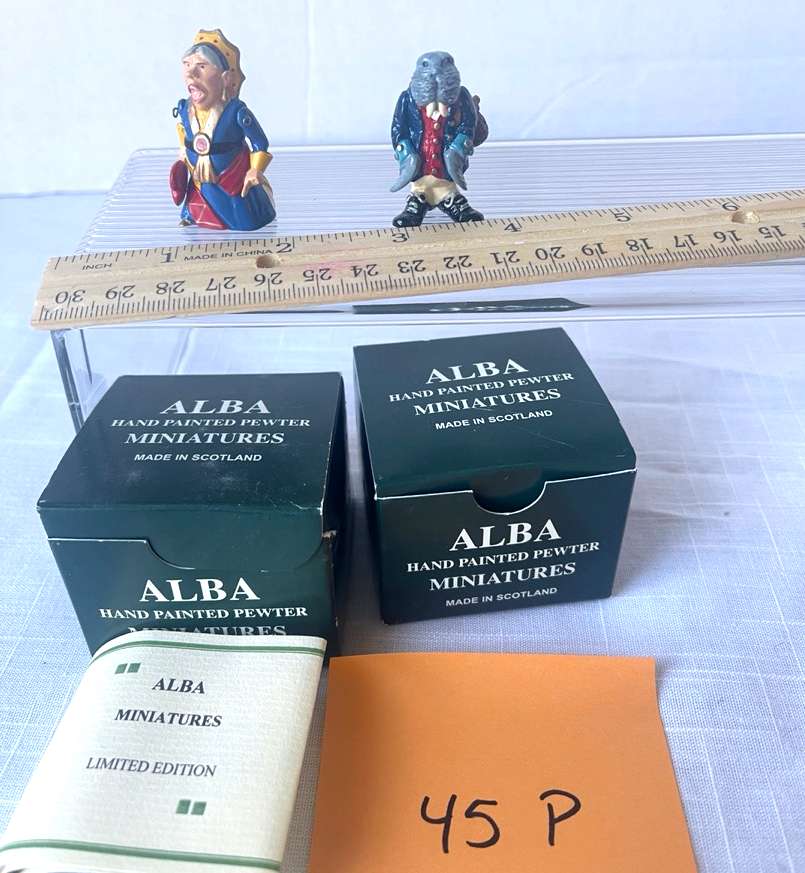 1 2 3 4 5 6
INCH MADE IN CHINA
30 29 28 27 26 25 24 23 22 21 20 19 18 17 16 15
ALBA
HAND PAINTED PEWTER
MINIATURES
MADE IN SCOTLAND
ALBA
HAND PAINTED PEWTER
MINIATURES
ALBA
HAND PAINTED PEWTER
MINIATURES
MADE IN SCOTLAND
ALBA
HAND PAINTED PEWTER
MINIATURES
MADE IN SCOTLAND
ALBA
MINIATURES
LIMITED EDITION
45 P